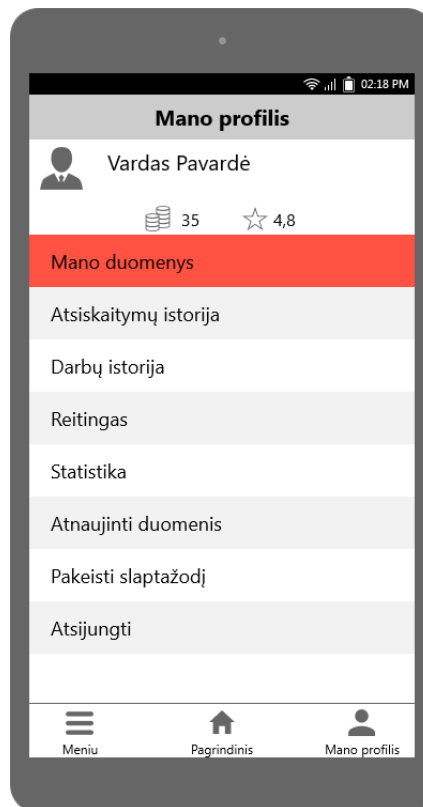 02:18 PM
Mano profilis
Vardas Pavardė
35 4,8
Mano duomenys
Atsiskaitymų istorija
Darbų istorija
Reitingas
Statistika
Atnaujinti duomenis
Pakeisti slaptažodį
Atsijungti
Meniu Pagrindinis Mano profilis